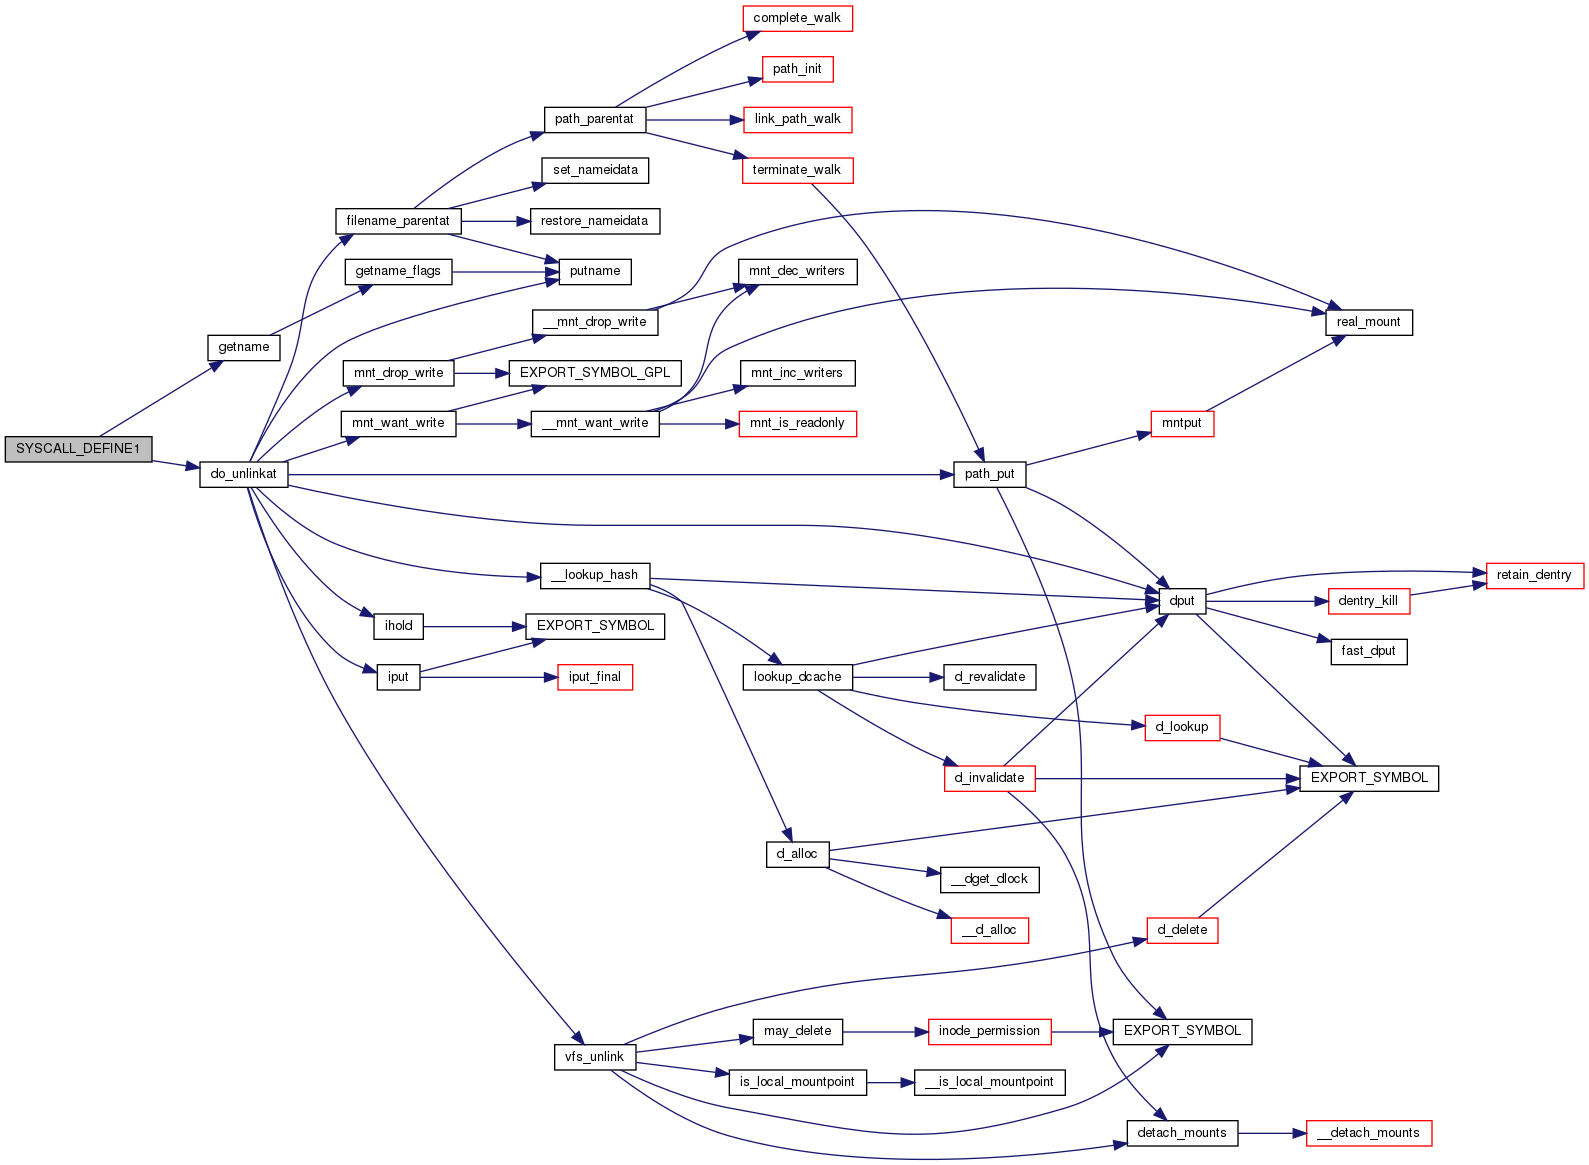 complete_walk
path_init
path_parentat
link_path_walk
set_nameidata
terminate_walk
filename_parentat
restore_nameidata
getname_flags
putname
mnt_dec_writers
__mnt_drop_write
real_mount
getname
mnt_drop_write
EXPORT_SYMBOL_GPL
mnt_inc_writers
mnt_want_write
__mnt_want_write
mnt_is_readonly
mntput
SYSCALL_DEFINE1
do_unlinkat
path_put
__lookup_hash
retain_dentry
dput
dentry_kill
ihold
EXPORT_SYMBOL
fast_dput
iput
iput_final
lookup_dcache
d_revalidate
d_lookup
d_invalidate
EXPORT_SYMBOL
d_alloc
__dget_dlock
__d_alloc
d_delete
may_delete
inode_permission
EXPORT_SYMBOL
vfs_unlink
is_local_mountpoint
__is_local_mountpoint
detach_mounts
__detach_mounts